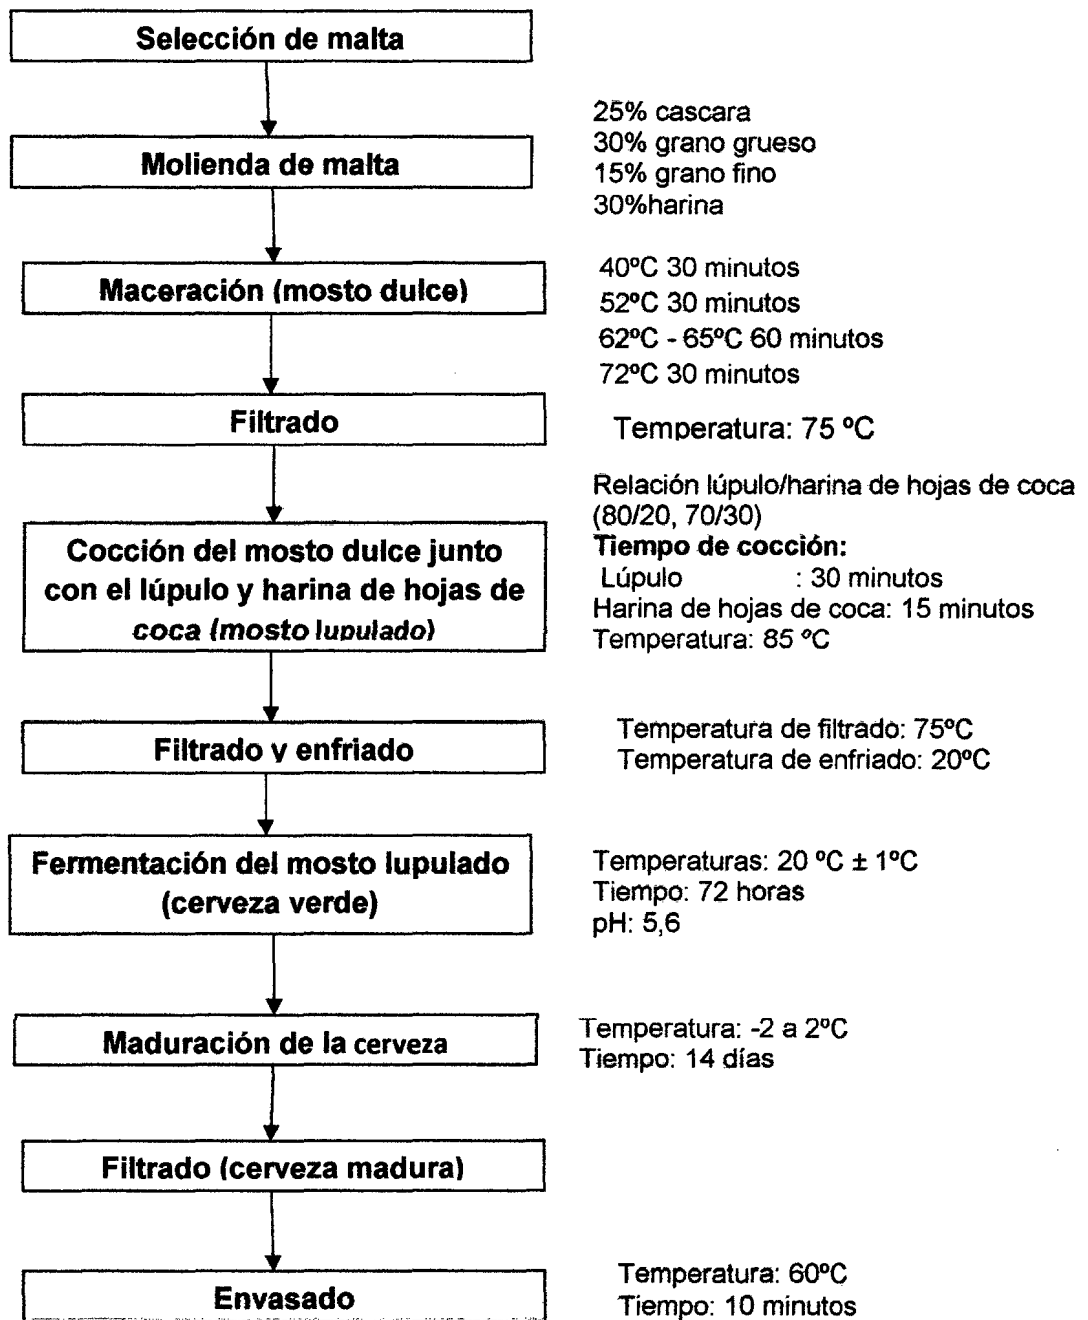 Selección de malta
Molienda de malta
25% cascara
30% grano grueso
15% grano fino
30%harina
Maceración (mosto dulce)
40ºC 30 minutos
52ºC 30 minutos
62ºC - 65ºC 60 minutos
72ºC 30 minutos
Filtrado
Temperatura: 75 ºC
Cocción del mosto dulce junto
con el lúpulo y harina de hojas de
coca (mosto lupulado)
Relación lúpulo/harina de hojas de coca
(80/20, 70/30)
Tiempo de cocción:
Lúpulo : 30 minutos
Harina de hojas de coca: 15 minutos
Temperatura: 85 ºC
Filtrado y enfriado
Temperatura de filtrado: 75ºC
Temperatura de enfriado: 20ºC
Fermentación del mosto lupulado
(cerveza verde)
Temperaturas: 20 ºC ± 1ºC
Tiempo: 72 horas
pH: 5,6
Maduración de la cerveza
Temperatura: -2 a 2ºC
Tiempo: 14 días
Filtrado (cerveza madura)
Envasado
Temperatura: 60ºC
Tiempo: 10 minutos